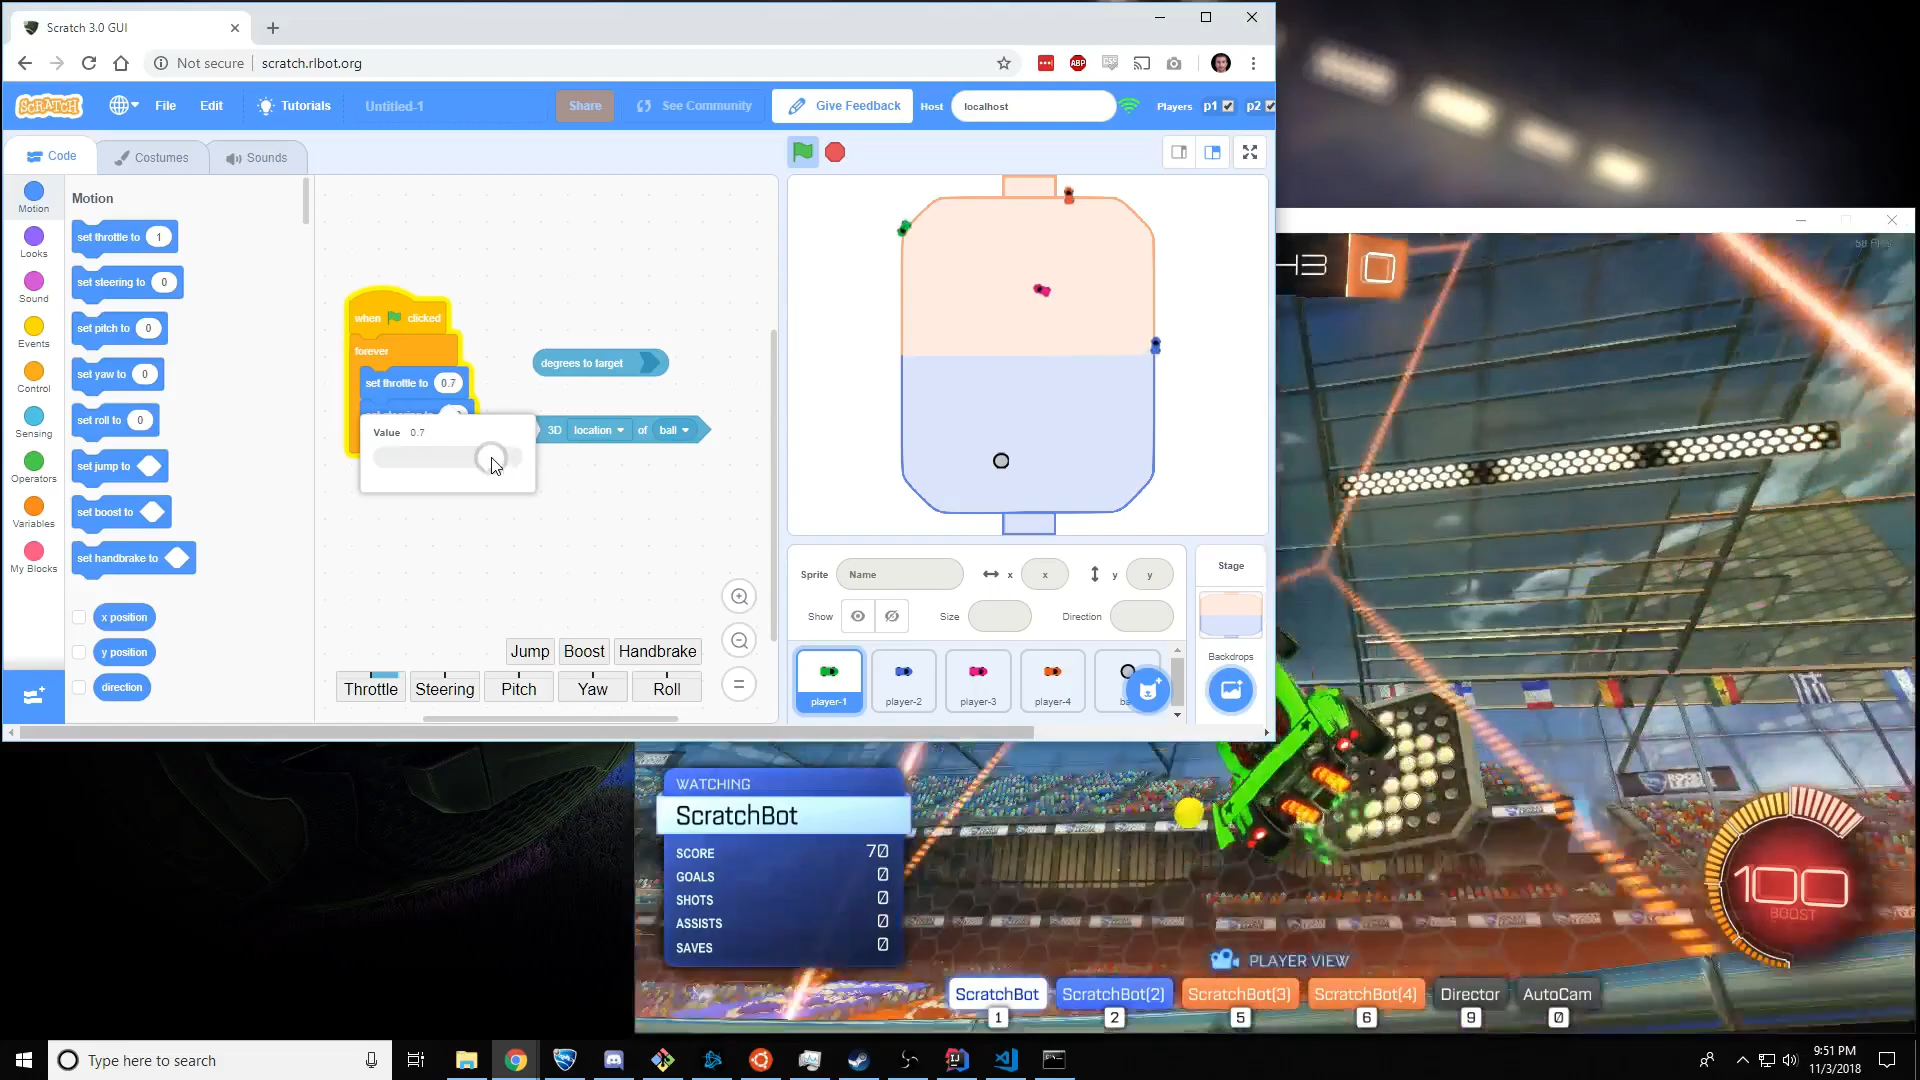 Scratch 3.0 GUI
Not secure | scratch.rlbot.org
SCRATCH File Edit Tutorials Untitled-1 Share See Community Give Feedback Host localhost Players p1 p2
Code Costumes Sounds
Motion
Looks
Sound
Events
Control
Sensing
Operators
Variables
My Blocks
Motion
set throttle to 1
set steering to 0
set pitch to 0
set yaw to 0
set roll to 0
set jump to
set boost to
set handbrake to
x position
y position
direction
when clicked
forever
set throttle to 0.7
Value 0.7
degrees to target
3D location of ball
Jump Boost Handbrake
Throttle Steering Pitch Yaw Roll
Sprite Name x x y y
Show Size Direction
player-1 player-2 player-3 player-4
Stage
Backdrops
WATCHING
ScratchBot
SCORE 70
GOALS 0
SHOTS 0
ASSISTS 0
SAVES 0
100
BOOST
PLAYER VIEW
ScratchBot ScratchBot(2) ScratchBot(3) ScratchBot(4) Director AutoCam
1 2 5 6 9 0
Type here to search
9:51 PM
11/3/2018